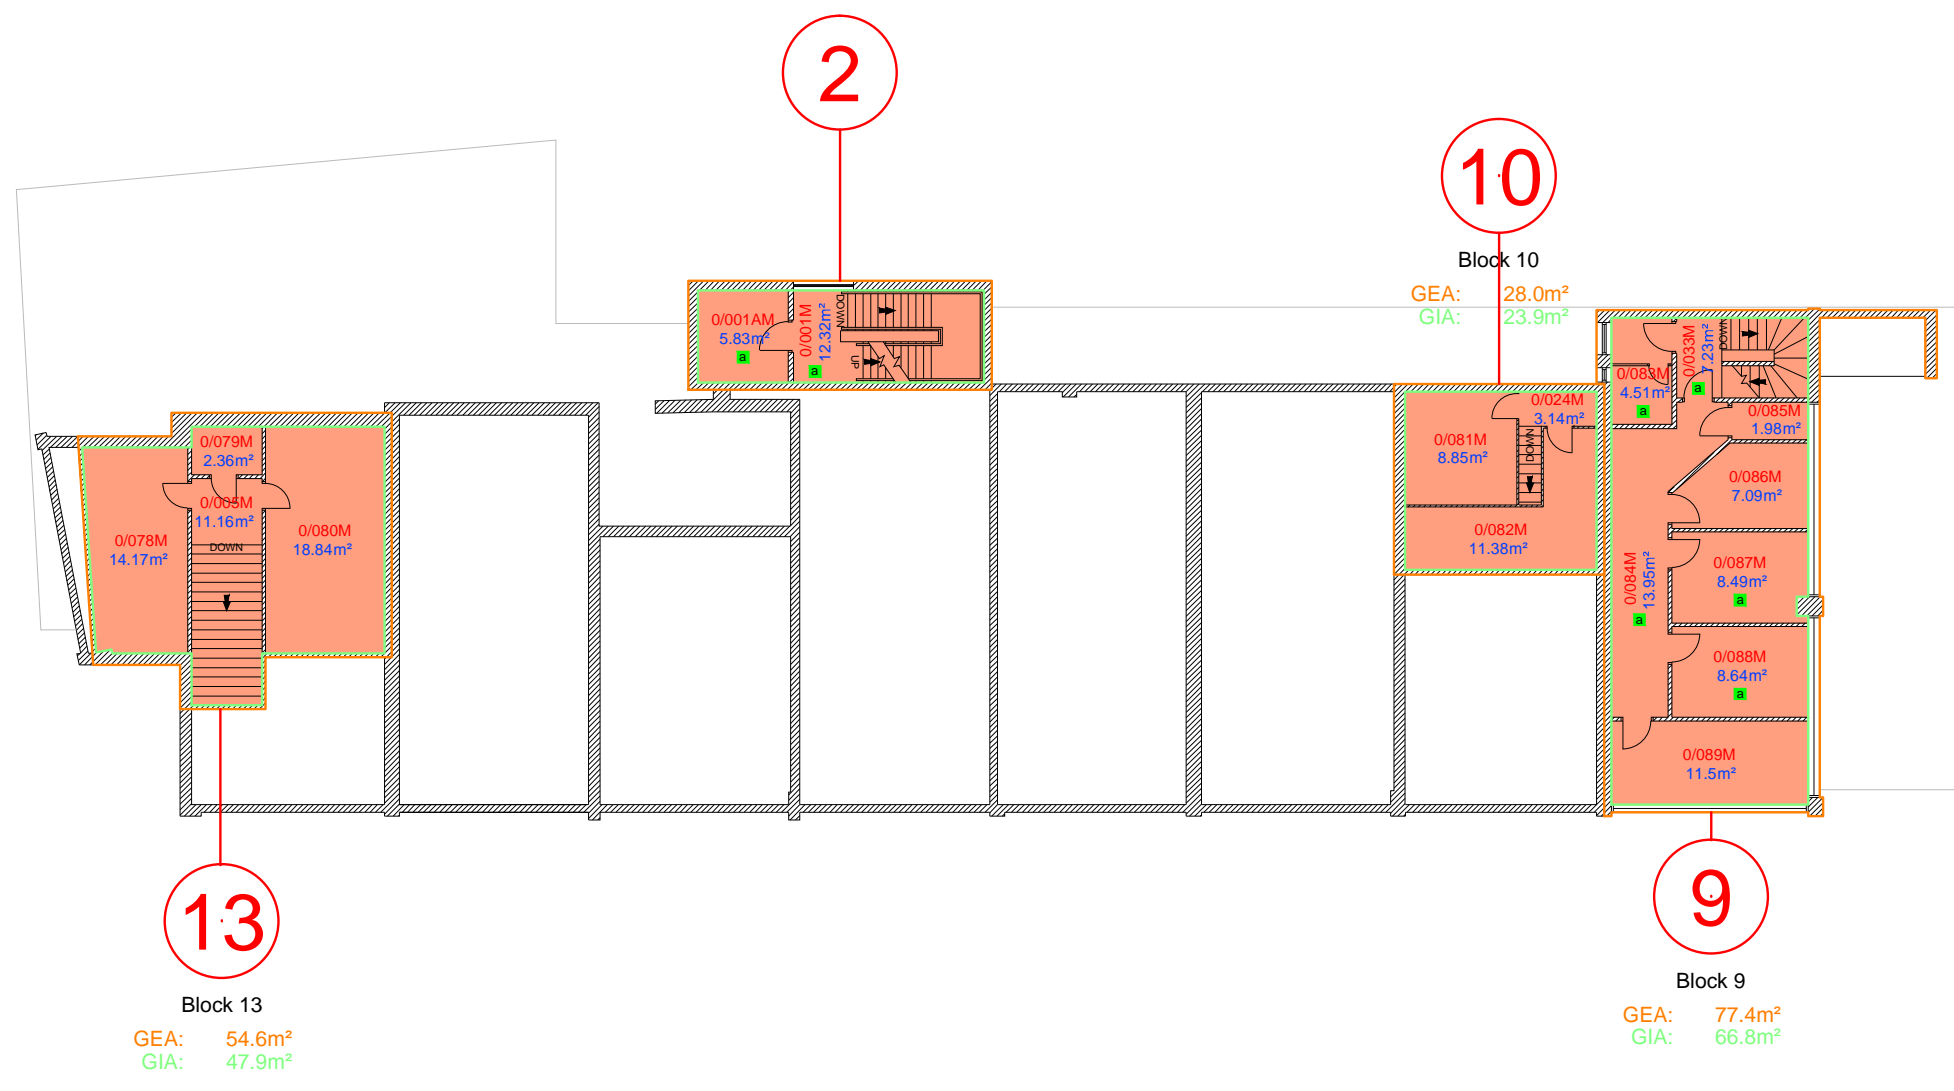 2
10
Block 10
GEA: 28.0m²
GIA: 23.9m²
0/001AM
5.83m²
a
0/001M
12.32m²
a
DOWN
UP
0/079M
2.36m²
0/005M
11.16m²
DOWN
0/078M
14.17m²
0/080M
18.84m²
0/024M
3.14m²
0/081M
8.85m²
DOWN
0/082M
11.38m²
0/083M
4.51m²
a
0/033M
7.23m²
a
DOWN
0/085M
1.98m²
0/086M
7.09m²
0/084M
13.95m²
a
0/087M
8.49m²
a
0/088M
8.64m²
a
0/089M
11.5m²
13
Block 13
GEA: 54.6m²
GIA: 47.9m²
9
Block 9
GEA: 77.4m²
GIA: 66.8m²